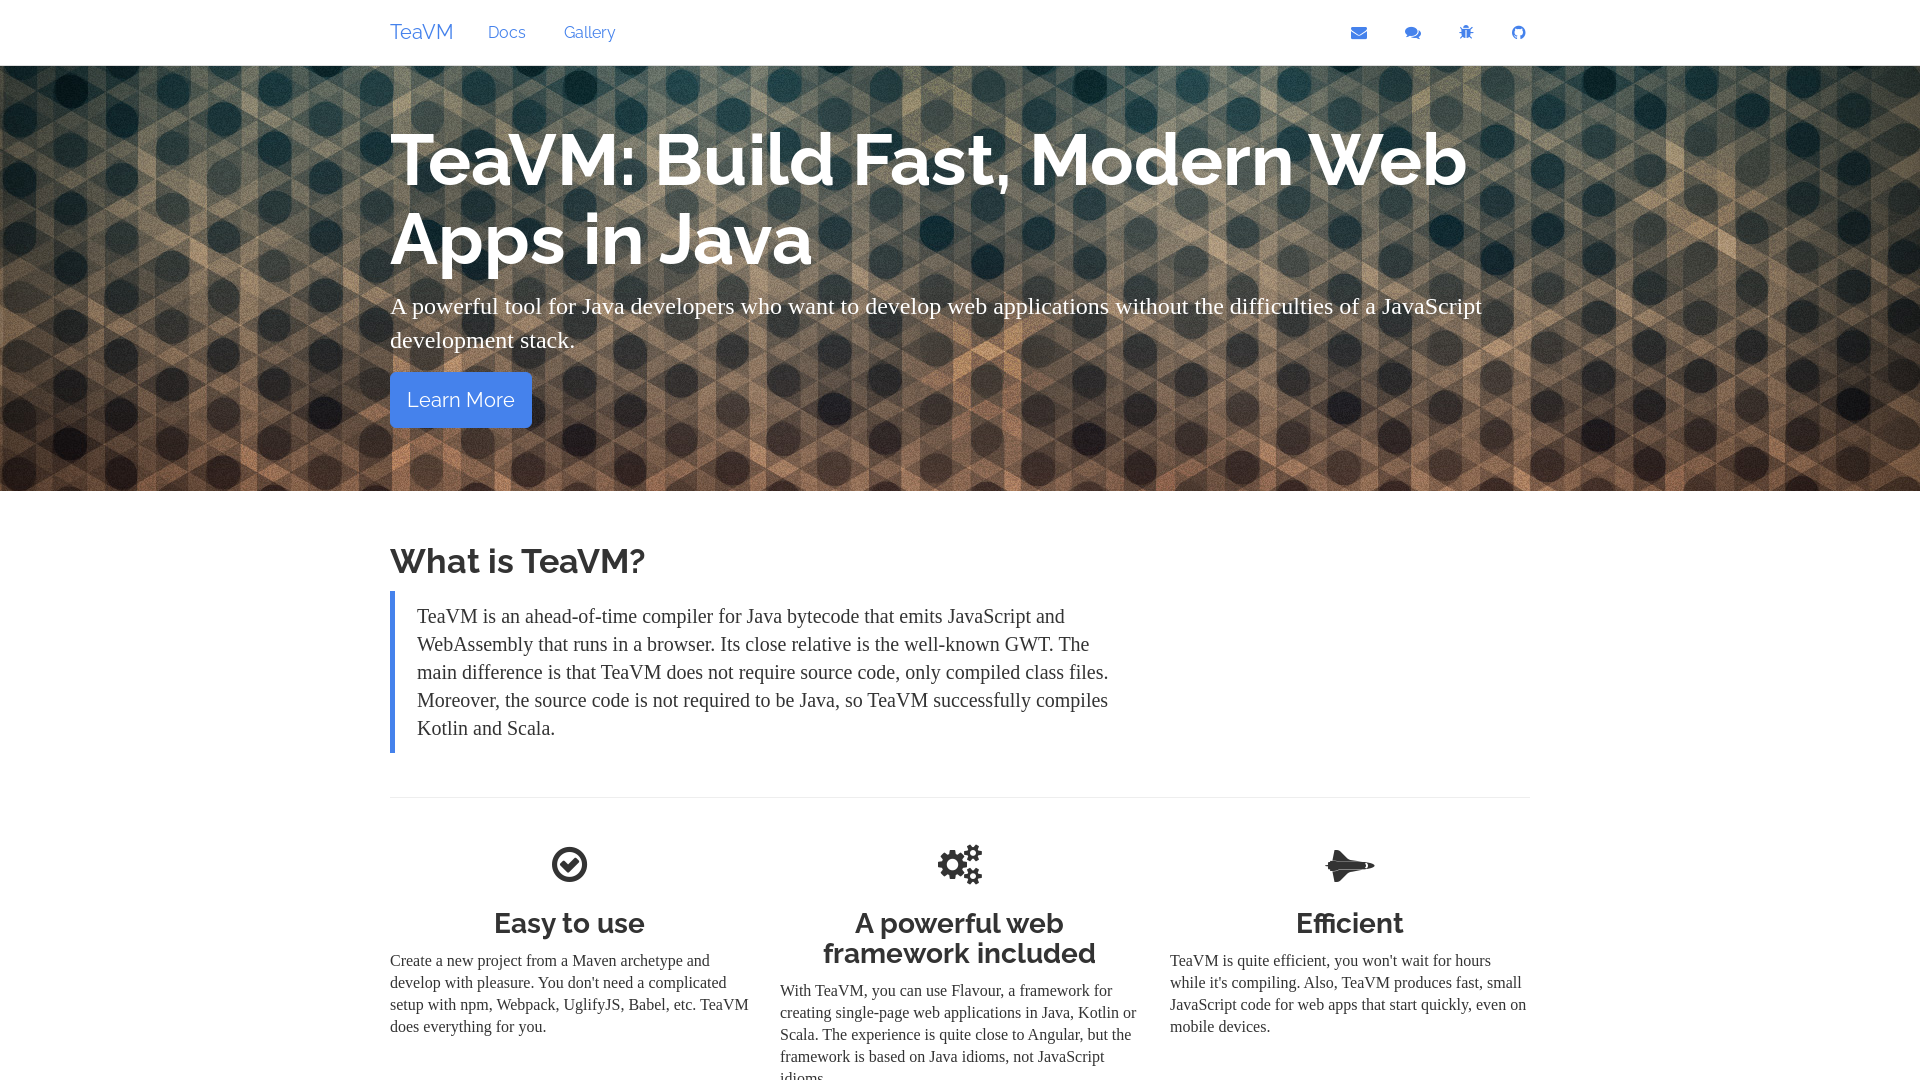 TeaVM Docs Gallery
TeaVM: Build Fast, Modern Web
Apps in Java
A powerful tool for Java developers who want to develop web applications without the difficulties of a JavaScript
development stack.
Learn More
What is TeaVM?
TeaVM is an ahead-of-time compiler for Java bytecode that emits JavaScript and
WebAssembly that runs in a browser. Its close relative is the well-known GWT. The
main difference is that TeaVM does not require source code, only compiled class files.
Moreover, the source code is not required to be Java, so TeaVM successfully compiles
Kotlin and Scala.
Easy to use
Create a new project from a Maven archetype and
develop with pleasure. You don't need a complicated
setup with npm, Webpack, UglifyJS, Babel, etc. TeaVM
does everything for you.
A powerful web
framework included
With TeaVM, you can use Flavour, a framework for
creating single-page web applications in Java, Kotlin or
Scala. The experience is quite close to Angular, but the
framework is based on Java idioms, not JavaScript
idioms.
Efficient
TeaVM is quite efficient, you won't wait for hours
while it's compiling. Also, TeaVM produces fast, small
JavaScript code for web apps that start quickly, even on
mobile devices.